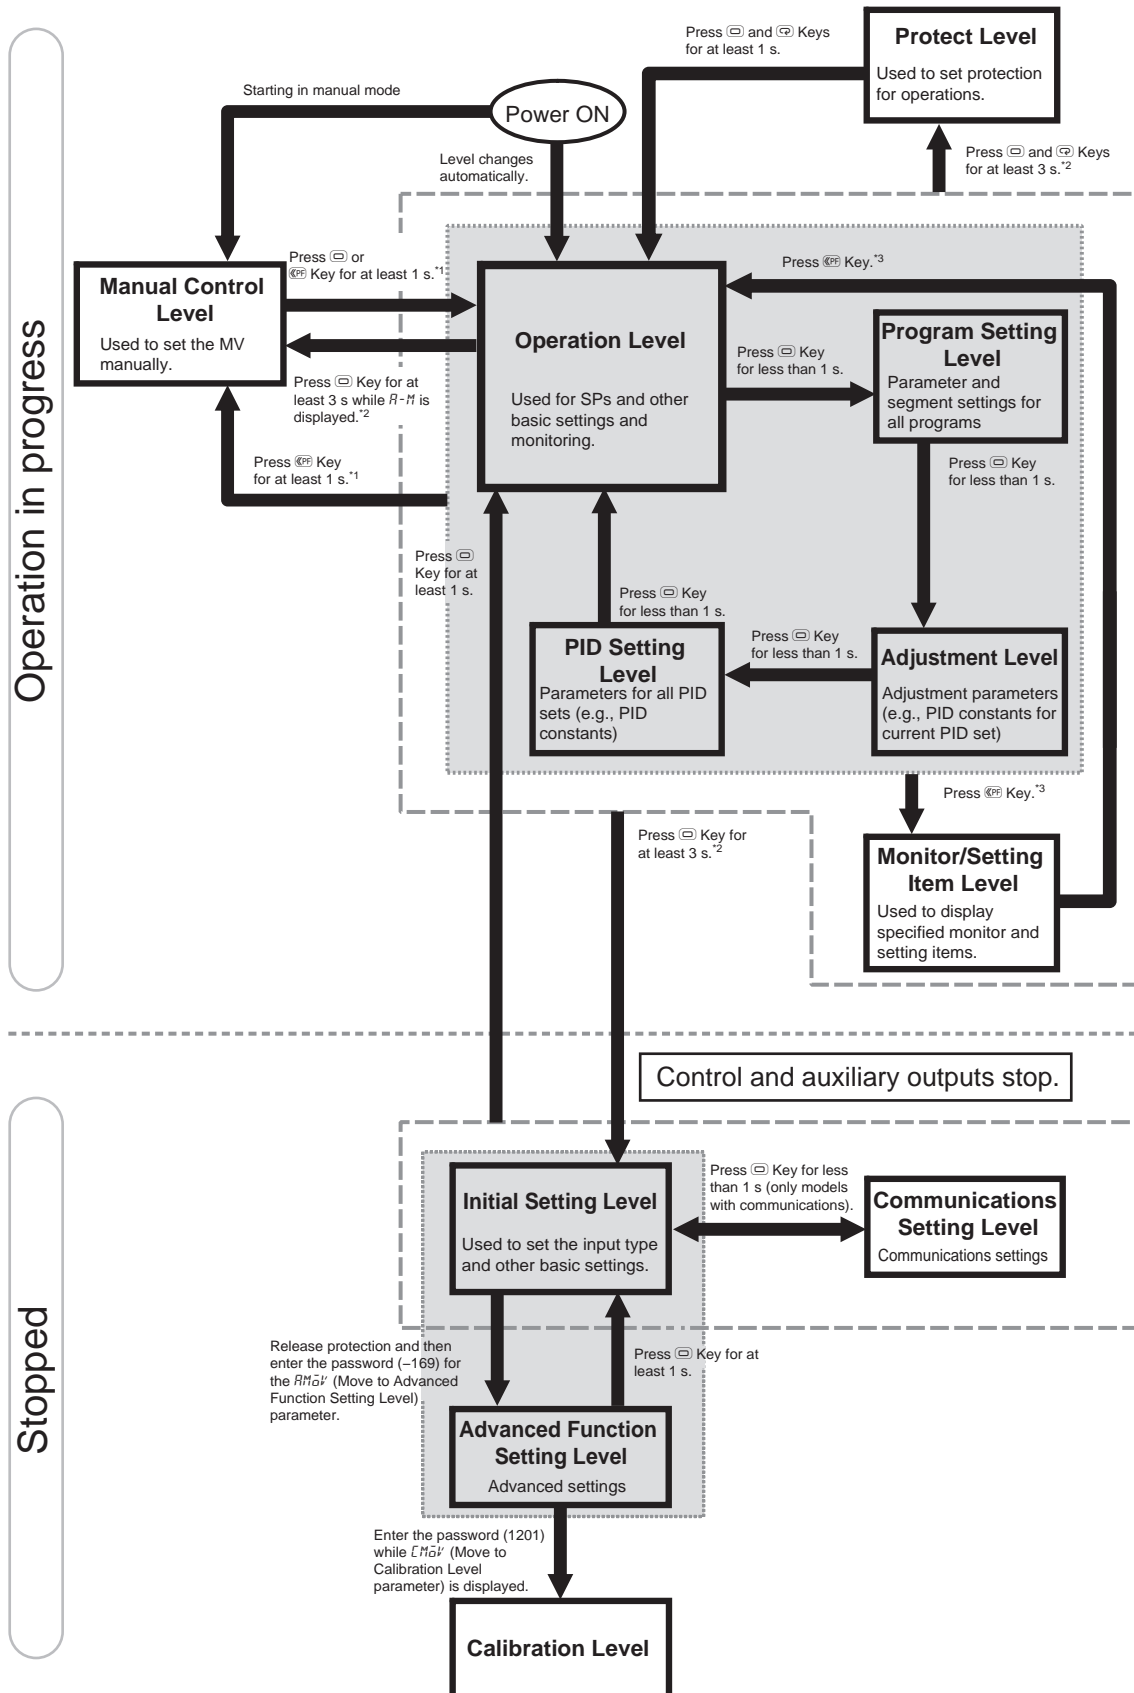 Operation in progress
Stopped
Press and Keys
for at least 1 s.
Protect Level
Used to set protection
for operations.
Starting in manual mode
Power ON
Level changes
automatically.
Press and Keys
for at least 3 s.*2
Press or
PF Key for at least 1 s.*1
Manual Control
Level
Used to set the MV
manually.
Press Key for at
least 3 s while A-M is
displayed.*2
Press PF Key
for at least 1 s.*1
Operation Level
Used for SPs and other
basic settings and
monitoring.
Press PF Key.*3
Press Key
for less than 1 s.
Program Setting
Level
Parameter and
segment settings for
all programs
Press Key
for less than 1 s.
Press
Key for at
least 1 s.
Press Key
for less than 1 s.
PID Setting
Level
Parameters for all PID
sets (e.g., PID
constants)
Press Key
for less than 1 s.
Adjustment Level
Adjustment parameters
(e.g., PID constants for
current PID set)
Press PF Key.*3
Press Key for
at least 3 s.*2
Monitor/Setting
Item Level
Used to display
specified monitor and
setting items.
Control and auxiliary outputs stop.
Initial Setting Level
Used to set the input type
and other basic settings.
Press Key for less
than 1 s (only models
with communications).
Communications
Setting Level
Communications settings
Release protection and then
enter the password (–169) for
the AMoV (Move to Advanced
Function Setting Level)
parameter.
Press Key for at
least 1 s.
Advanced Function
Setting Level
Advanced settings
Enter the password (1201)
while CMoV (Move to
Calibration Level
parameter) is displayed.
Calibration Level